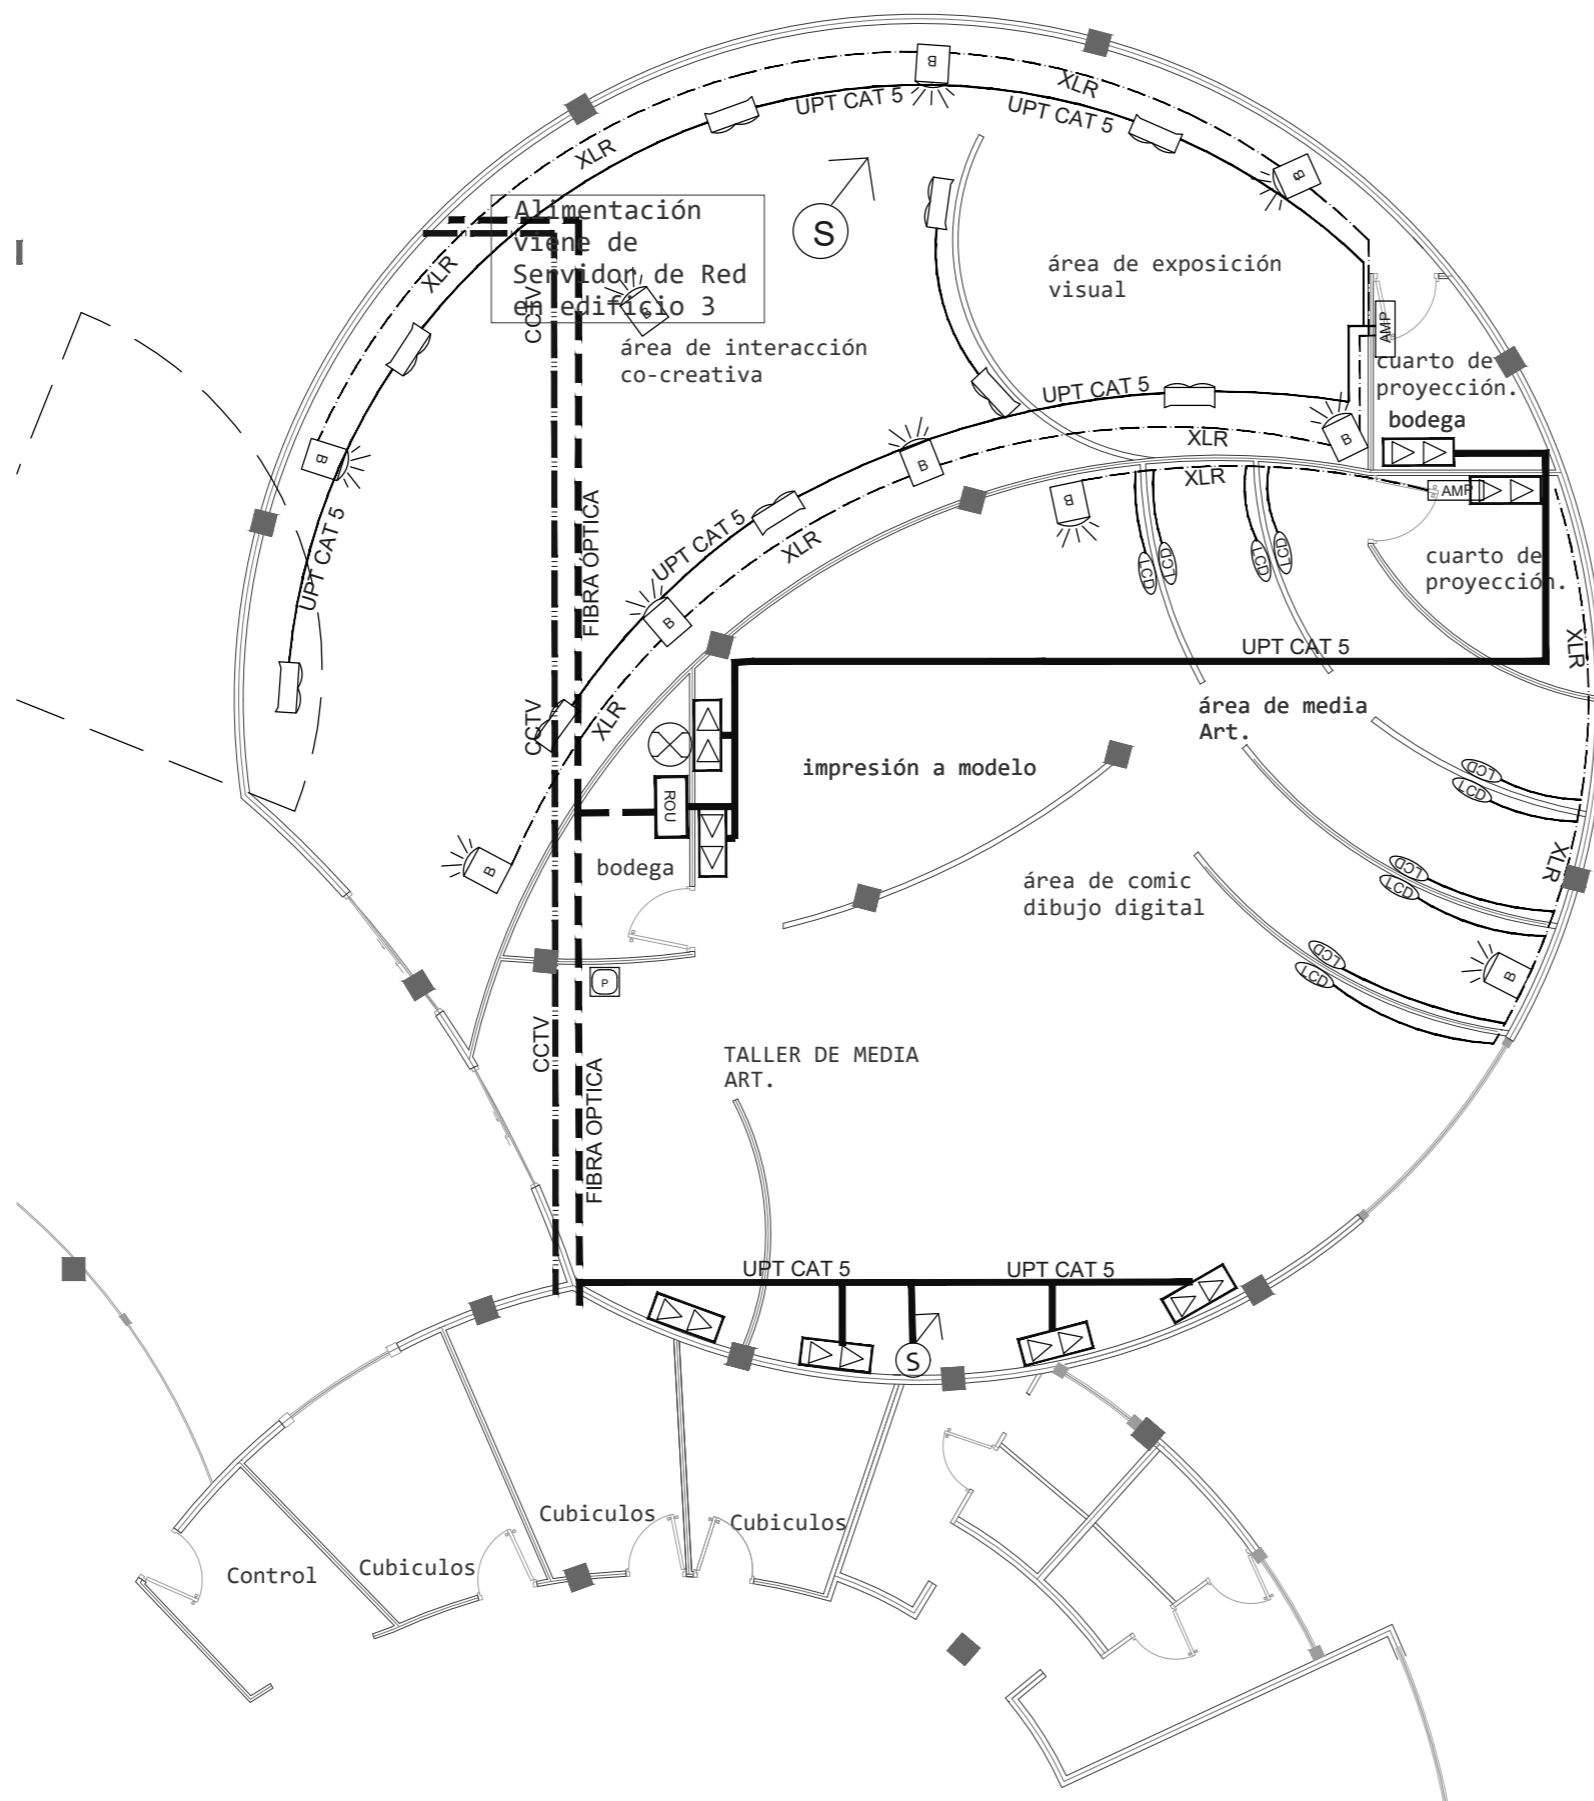 B
XLR
UPT CAT 5
UPT CAT 5
XLR
B
Alimentación
viene de
Servidor de Red
en edificio 3
S
XLR
área de exposición
visual
CCTV
B
AMP
área de interacción
co-creativa
cuarto de
proyección.
UPT CAT 5
bodega
B
B
XLR
B
XLR
B
AMP
UPT CAT 5
FIBRA OPTICA
UPT CAT 5
XLR
LCD
LCD
LCD
LCD
cuarto de
proyección.
B
UPT CAT 5
XLR
CCTV
XLR
área de media
Art.
impresión a modelo
LCD
LCD
ROU
bodega
B
XLR
LCD
LCD
área de comic
dibujo digital
LCD
LCD
B
P
CCTV
FIBRA OPTICA
TALLER DE MEDIA
ART.
UPT CAT 5
UPT CAT 5
S
Cubiculos
Cubiculos
Control
Cubiculos